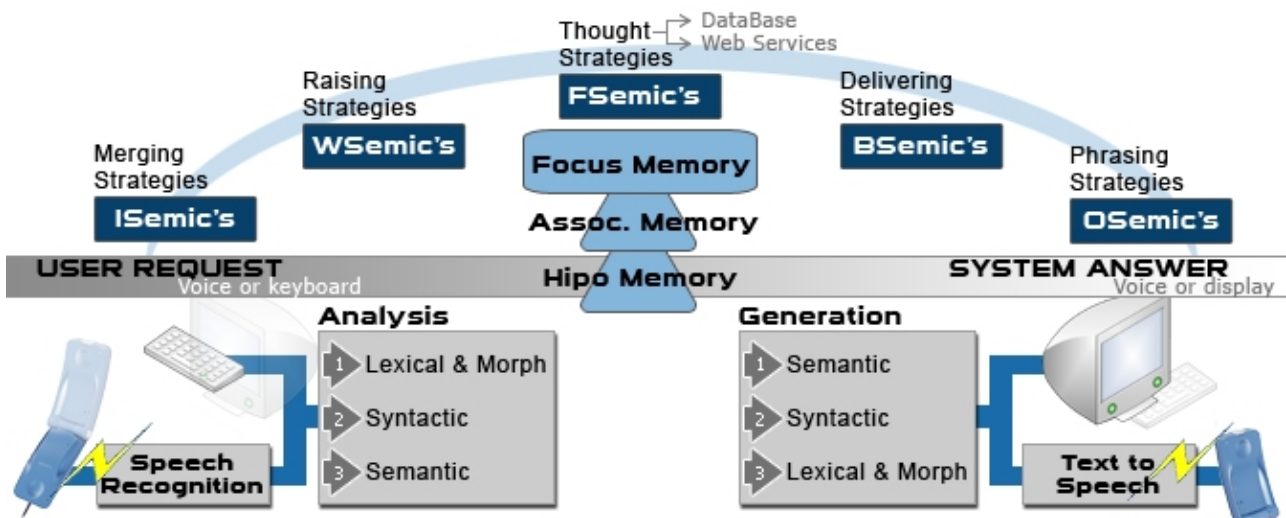 Thought
Strategies
DataBase
Web Services
FSemic's
Raising
Strategies
WSemic's
Delivering
Strategies
BSemic's
Merging
Strategies
ISemic's
Phrasing
Strategies
OSemic's
Focus Memory
Assoc. Memory
Hipo Memory
USER REQUEST
Voice or keyboard
SYSTEM ANSWER
Voice or display
Analysis
1 Lexical & Morph
2 Syntactic
3 Semantic
Speech
Recognition
Generation
1 Semantic
2 Syntactic
3 Lexical & Morph
Text to
Speech